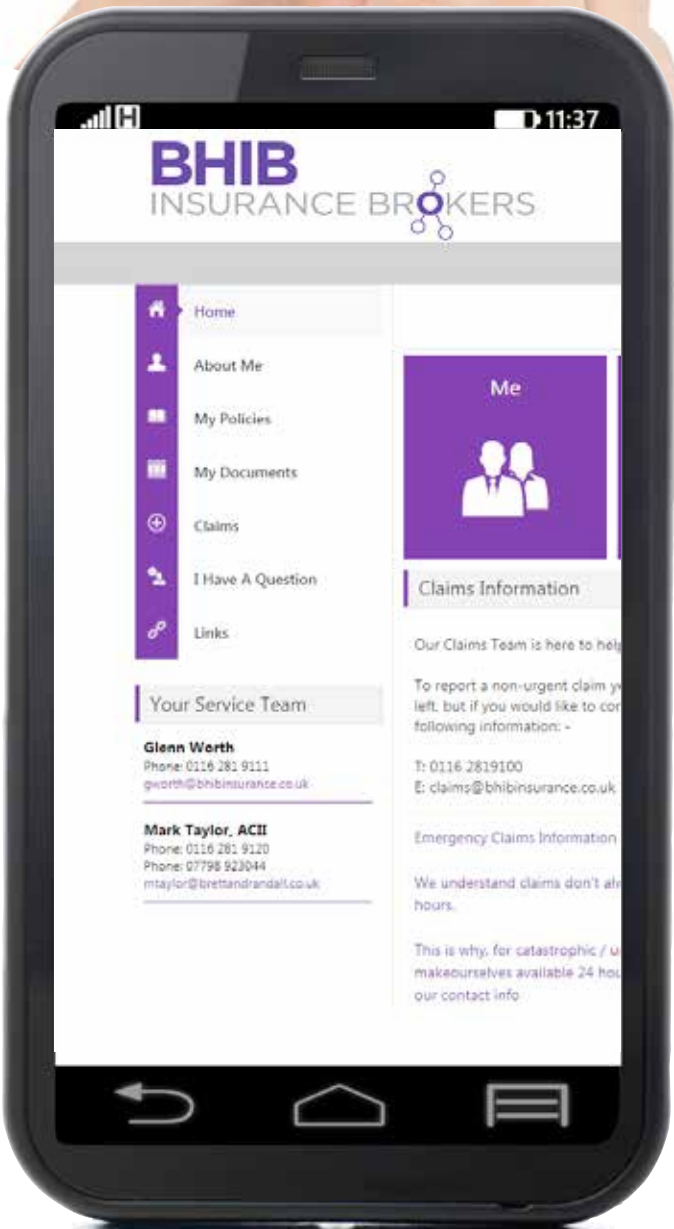 H
11:37
BHIB
INSURANCE BROKERS
Home
About Me
My Policies
My Documents
Claims
I Have A Question
Links
Your Service Team
Glenn Worth
Phone: 0116 281 9111
gworth@bhibinsurance.co.uk
Mark Taylor, ACII
Phone: 0116 281 9120
Phone: 07798 923044
mtaylor@brettandrandall.co.uk
Me
Claims Information
Our Claims Team is here to help
To report a non-urgent claim y
left, but if you would like to cor
following information: -
T: 0116 2819100
E: claims@bhibinsurance.co.uk
Emergency Claims Information
We understand claims don't alw
hours.
This is why, for catastrophic / u
makeourselves available 24 hou
our contact info